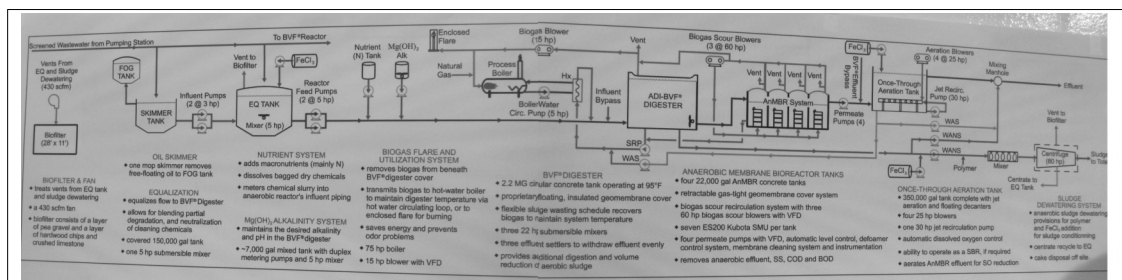 Screened Wastewater from Pumping Station
To BVF®Reactor
Vents From
EQ and Sludge
Dewatering
(430 scfm)
Biofilter
(28' x 11')
FOG
TANK
SKIMMER
TANK
Influent Pumps
(2 @ 3 hp)
Vent to
Biofilter
FeCl₃
EQ TANK
Mixer (5 hp)
Reactor
Feed Pumps
(2 @ 5 hp)
Nutrient
(N) Tank
Mg(OH)₂
Alk
Enclosed
Flare
Natural
Gas
Process
Boiler
Biogas Blower
(15 hp)
Hx
Boiler/Water
Circ. Pump (5 hp)
Influent
Bypass
Vent
ADI-BVF®
DIGESTER
SRP
WAS
Biogas Scour Blowers
(3 @ 60 hp)
Vent Vent Vent Vent
AnMBR System
Permeate
Pumps (4)
BVF®Effluent
Bypass
FeCl₃
Aeration Blowers
(4 @ 25 hp)
Once-Through
Aeration Tank
Jet Recirc.
Pump (30 hp)
Mixing
Manhole
Effluent
WAS
WANS
WANS
FeCl₃
Polymer
Mixer
Vent to
Biofilter
Centrifuge
(60 hp)
Sludge
Centrate to
EQ Tank
BIOFILTER & FAN
• treats vents from EQ tank
and sludge dewatering
• a 430 scfm fan
• biofilter consists of a layer
of pea gravel and a layer
of hardwood chips and
crushed limestone
OIL SKIMMER
• one mop skimmer removes
free-floating oil to FOG tank
EQUALIZATION
• equalizes flow to BVF®Digester
• allows for blending partial
degradation, and neutralization
of cleaning chemicals
• covered 150,000 gal tank
• one 5 hp submersible mixer
NUTRIENT SYSTEM
• adds macronutrients (mainly N)
• dissolves bagged dry chemicals
• meters chemical slurry into
anaerobic reactor's influent piping
Mg(OH)₂ALKALINITY SYSTEM
• maintains the desired alkalinity
and pH in the BVF®digester
• ~7,000 gal mixed tank with duplex
metering pumps and 5 hp mixer
BIOGAS FLARE AND
UTILIZATION SYSTEM
• removes biogas from beneath
BVF®digester cover
• transmits biogas to hot-water boiler
to maintain digester temperature via
hot water circulating loop, or to
enclosed flare for burning
• saves energy and prevents
odor problems
• 75 hp boiler
• 15 hp blower with VFD
BVF®DIGESTER
• 2.2 MG circular concrete tank operating at 95°F
• proprietary floating, insulated geomembrane cover
• flexible sludge wasting schedule recovers
biogas to maintain system temperature
• three 22 hp submersible mixers
• three effluent settlers to withdraw effluent evenly
• provides additional digestion and volume
reduction of aerobic sludge
ANAEROBIC MEMBRANE BIOREACTOR TANKS
• four 22,000 gal AnMBR concrete tanks
• retractable gas-tight geomembrane cover system
• biogas scour recirculation system with three
60 hp biogas scour blowers with VFD
• seven ES200 Kubota SMU per tank
• four permeate pumps with VFD, automatic level control, defoamer
control system, membrane cleaning system and instrumentation
• removes anaerobic effluent, SS, COD and BOD
ONCE-THROUGH AERATION TANK
• 350,000 gal tank complete with jet
aeration and floating decanters
• four 25 hp blowers
• one 30 hp jet recirculation pump
• automatic dissolved oxygen control
• ability to operate as a SBR, if required
• aerates AnMBR effluent for SO reduction
SLUDGE
DEWATERING SYSTEM
• anaerobic sludge dewatering
provisions for polymer
and FeCl₃ addition
for sludge conditioning
• centrate recycle to EQ
• cake disposal off site